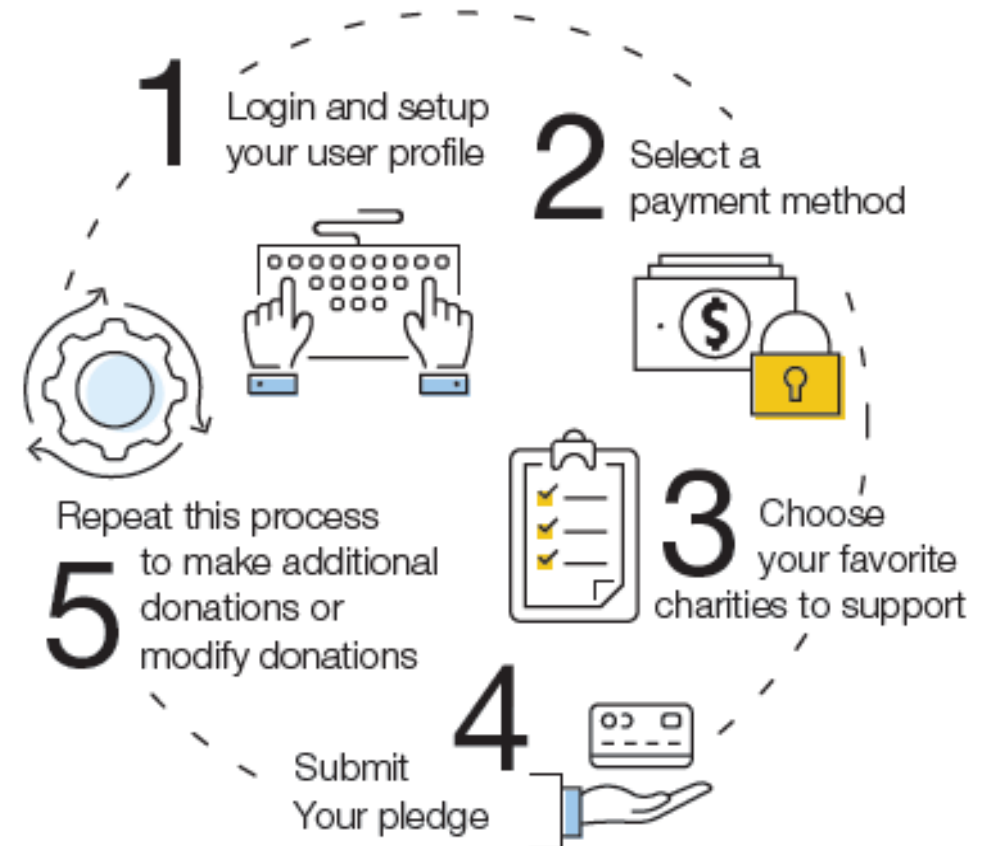 1
Login and setup
your user profile
2
Select a
payment method
$
3
Choose
your favorite
charities to support
4
Submit
Your pledge
5
Repeat this process
to make additional
donations or
modify donations